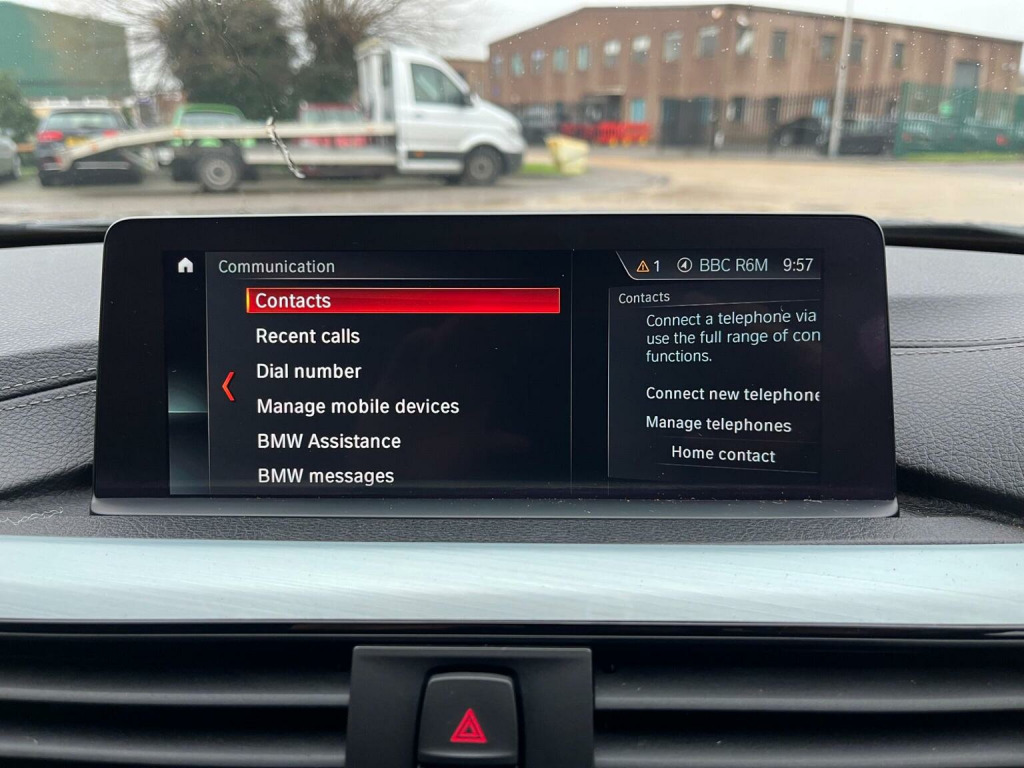 Communication
1 BBC R6M 9:57
Contacts
Recent calls
Dial number
Manage mobile devices
BMW Assistance
BMW messages
Contacts
Connect a telephone via
use the full range of con
functions.
Connect new telephone
Manage telephones
Home contact